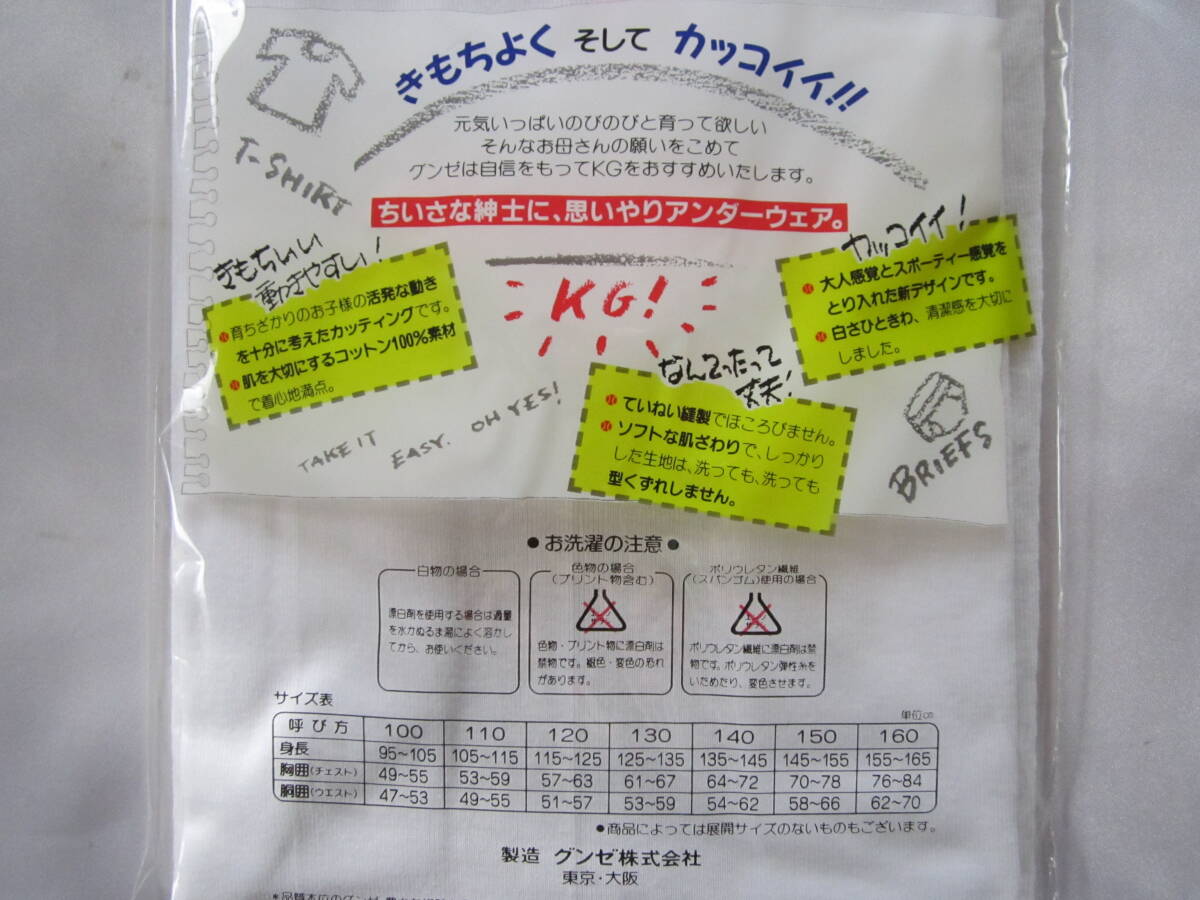 きもちよく そして カッコイイ!!
T-SHIRT
元気いっぱいのびのびと育って欲しい
そんなお母さんの願いをこめて
グンゼは自信をもってKGをおすすめいたします。
ちいさな紳士に、思いやりアンダーウェア。
きもちいい
動きやすい!
育ちざかりのお子様の活発な動き
を十分に考えたカッティングです。
肌を大切にするコットン100%素材
で着心地満点。
KG!
カッコイイ!
大人感覚とスポーティー感覚を
とり入れた新デザインです。
白さひときわ、清潔感を大切に
しました。
なんてったって
丈夫!
ていねい縫製でほころびません。
ソフトな肌ざわりで、しっかり
した生地は、洗っても、洗っても
型くずれしません。
TAKE IT
EASY. OH YES!
BRIEFS
●お洗濯の注意●
白物の場合
漂白剤を使用する場合は適量
を水かぬるま湯によく溶かし
てから、お使いください。
色物の場合
(プリント物含む)
色物・プリント物に漂白剤は
禁物です。褪色・変色の恐れ
があります。
ポリウレタン繊維
(スパンゴム)使用の場合
ポリウレタン繊維に漂白剤は禁
物です。ポリウレタン弾性糸を
いためたり、変色させます。
サイズ表
単位cm
呼び方 100 110 120 130 140 150 160
身長 95~105 105~115 115~125 125~135 135~145 145~155 155~165
胸囲(チェスト) 49~55 53~59 57~63 61~67 64~72 70~78 76~84
胴囲(ウエスト) 47~53 49~55 51~57 53~59 54~62 58~66 62~70
●商品によっては展開サイズのないものもございます。
製造 グンゼ株式会社
東京・大阪